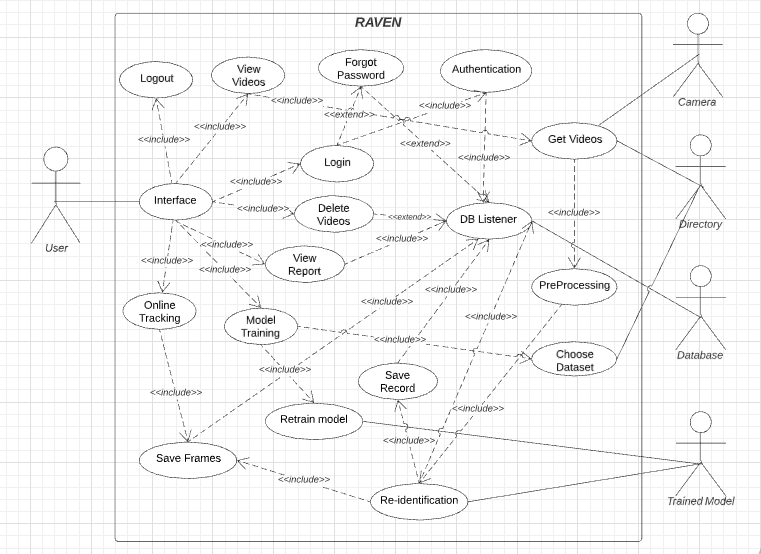 RAVEN
Logout
View
Videos
Forgot
Password
Authentication
Camera
<<include>>
<<include>>
<<extend>>
<<include>>
<<include>>
<<extend>>
Get Videos
Login
<<include>>
<<include>>
Interface
User
<<include>>
Delete
Videos
<<extend>>
DB Listener
<<include>>
Directory
<<include>>
<<include>>
<<include>>
<<include>>
View
Report
<<include>>
PreProcessing
<<include>>
<<include>>
Online
Tracking
Model
Training
<<include>>
<<include>>
Choose
Dataset
Database
<<include>>
Save
Record
<<include>>
<<include>>
Retrain model
<<include>>
Save Frames
<<include>>
Re-identification
Trained Model